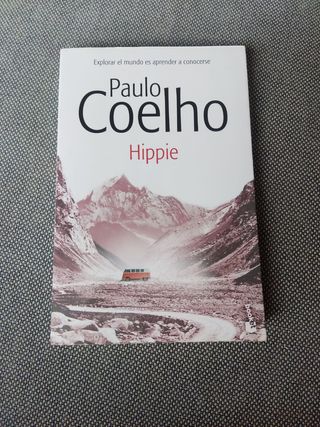 Explorar el mundo es aprender a conocerse
Paulo
Coelho
Hippie